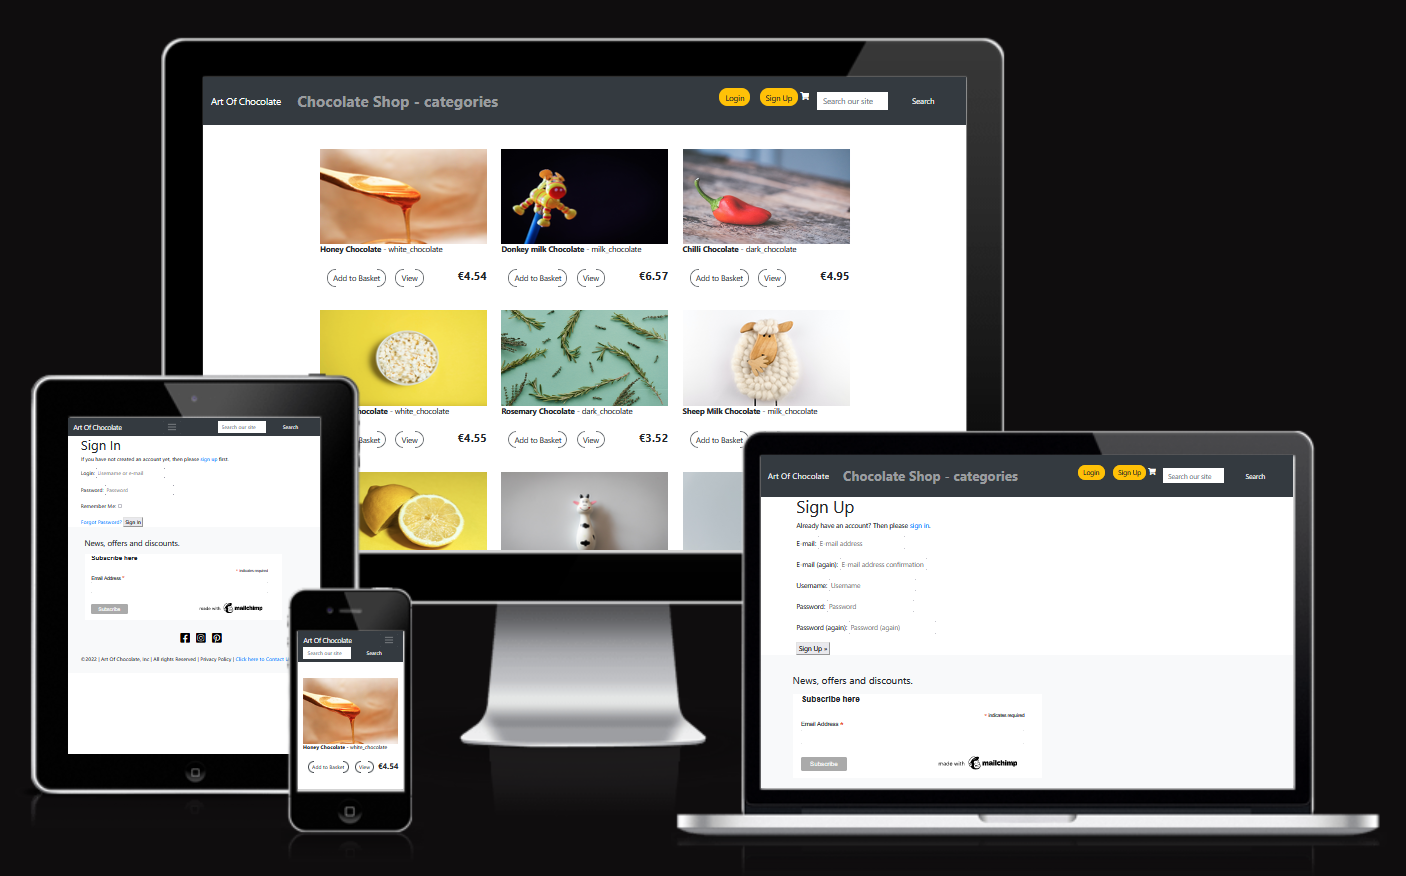 Art Of Chocolate Chocolate Shop - categories Login Sign Up Search our site Search
Honey Chocolate - white_chocolate
Add to Basket View €4.54
Donkey milk Chocolate - milk_chocolate
Add to Basket View €6.57
Chilli Chocolate - dark_chocolate
Add to Basket View €4.95
ocolate - white_chocolate
asket View €4.55
Rosemary Chocolate - dark_chocolate
Add to Basket View €3.52
Sheep Milk Chocolate - milk_chocolate
Add to Bask
Art Of Chocolate Search our site Search
Sign In
If you have not created an account yet, then please sign up first.
Login: Username or e-mail
Password: Password
Remember Me:
Forgot Password? Sign In
News, offers and discounts.
Subscribe here
* indicates required
Email Address *
Subscribe made with mailchimp
©2022 | Art Of Chocolate, Inc | All rights Reserved | Privacy Policy | Click here to Contact U
Art Of Chocolate
Search our site Search
Honey Chocolate - white_chocolate
Add to Basket View €4.54
Art Of Chocolate Chocolate Shop - categories Login Sign Up Search our site Search
Sign Up
Already have an account? Then please sign in.
E-mail: E-mail address
E-mail (again): E-mail address confirmation
Username: Username
Password: Password
Password (again): Password (again)
Sign Up »
News, offers and discounts.
Subscribe here
* indicates required
Email Address *
Subscribe made with mailchimp